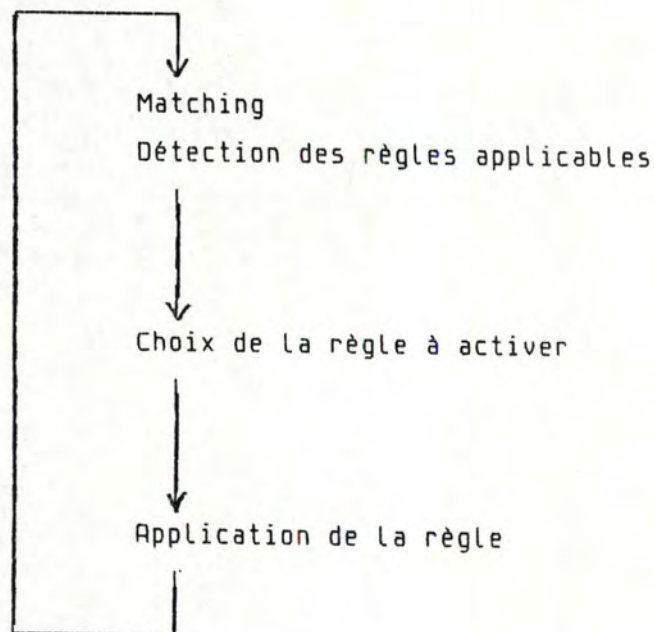 Matching
Détection des règles applicables
Choix de la règle à activer
Application de la règle